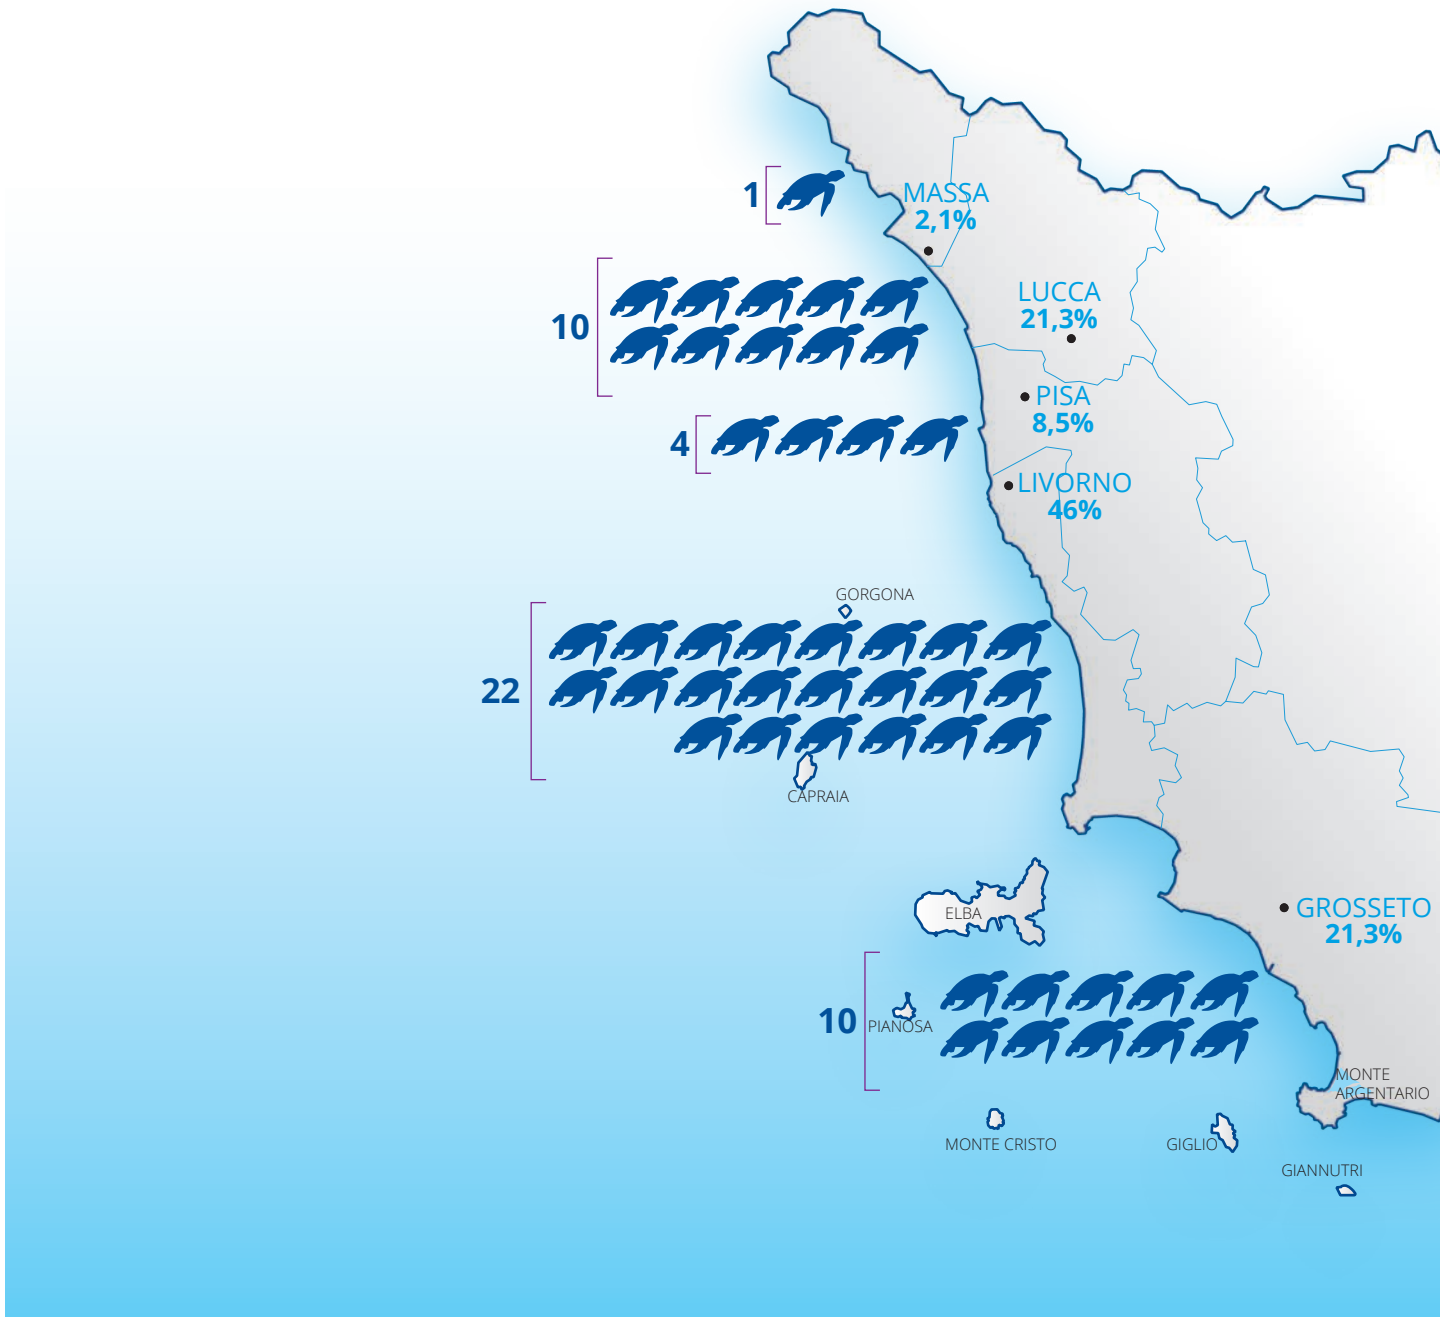 1
MASSA
2,1%
10
LUCCA
21,3%
PISA
8,5%
4
LIVORNO
46%
GORGONA
22
CAPRAIA
ELBA
GROSSETO
21,3%
10
PIANOSA
MONTE
ARGENTARIO
MONTE CRISTO
GIGLIO
GIANNUTRI